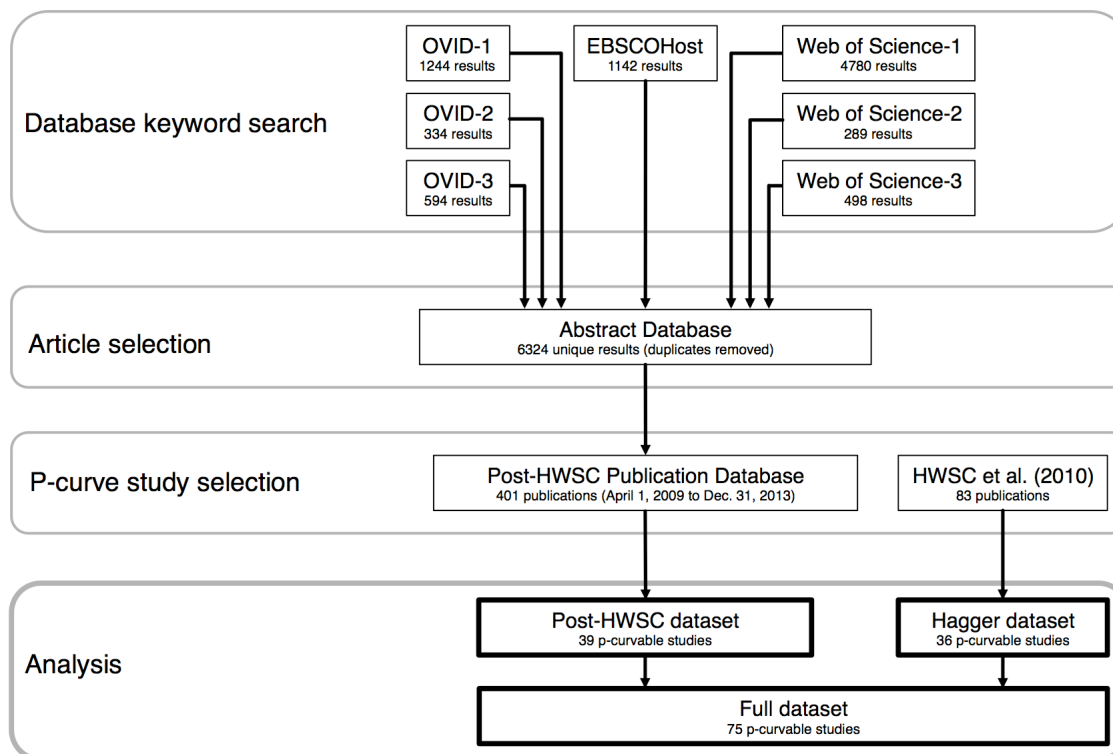 Database keyword search
OVID-1
1244 results
EBSCOHost
1142 results
Web of Science-1
4780 results
OVID-2
334 results
Web of Science-2
289 results
OVID-3
594 results
Web of Science-3
498 results
Article selection
Abstract Database
6324 unique results (duplicates removed)
P-curve study selection
Post-HWSC Publication Database
401 publications (April 1, 2009 to Dec. 31, 2013)
HWSC et al. (2010)
83 publications
Analysis
Post-HWSC dataset
39 p-curvable studies
Hagger dataset
36 p-curvable studies
Full dataset
75 p-curvable studies